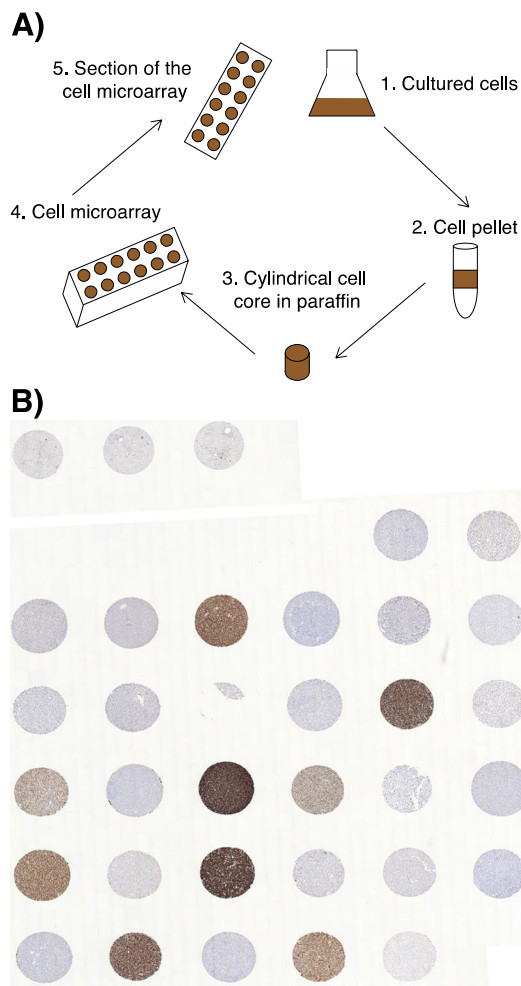 A)
5. Section of the
cell microarray
1. Cultured cells
4. Cell microarray
2. Cell pellet
3. Cylindrical cell
core in paraffin
B)